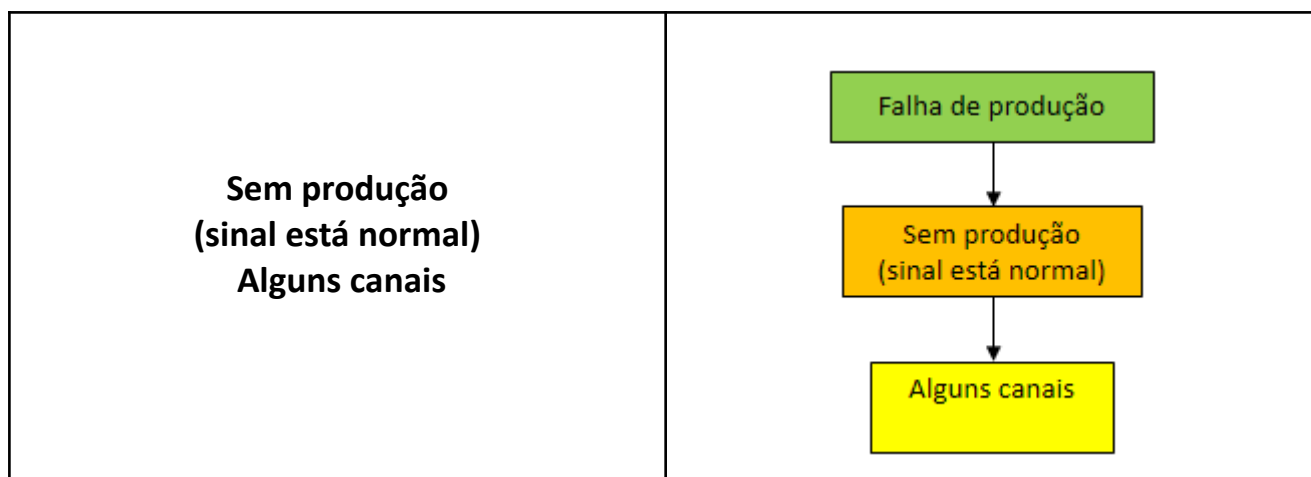 Sem produção
(sinal está normal)
Alguns canais
Falha de produção
Sem produção
(sinal está normal)
Alguns canais